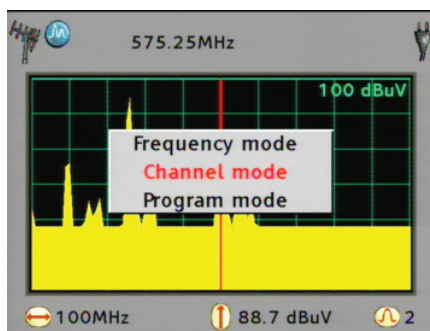 575.25MHz
100 dBuV
Frequency mode
Channel mode
Program mode
100MHz
88.7 dBuV
2